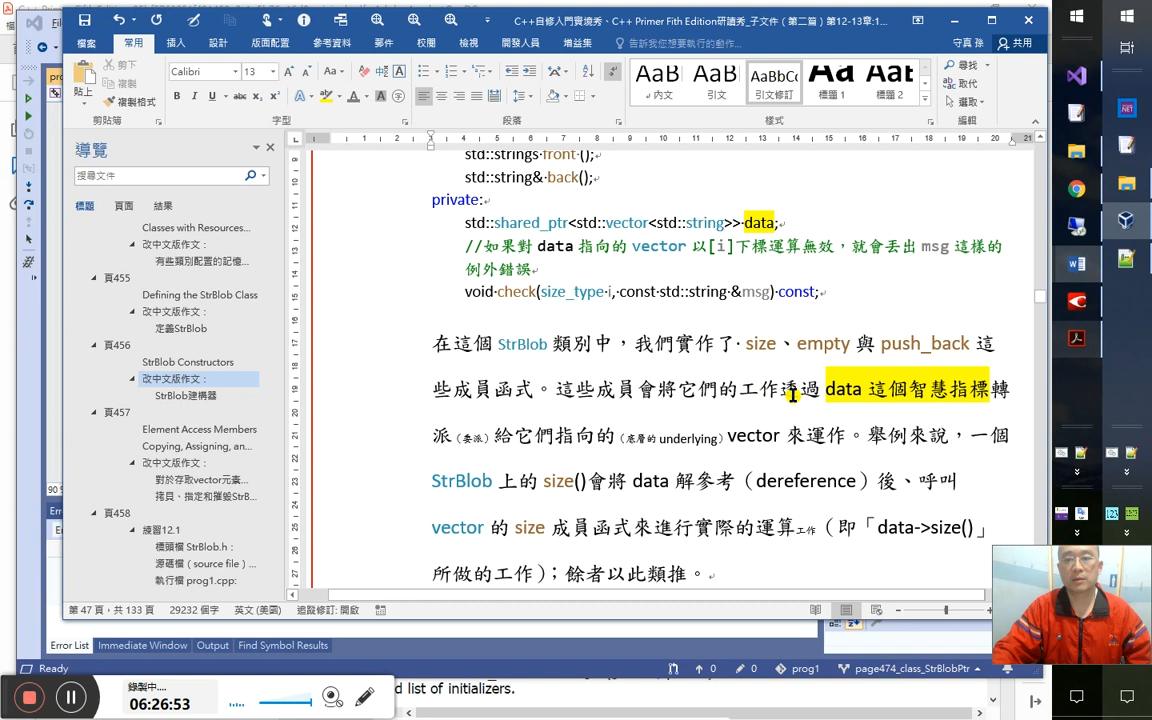 C++自修入門實境秀、C++ Primer Fith Edition研讀秀_子文件（第二篇）第12-13章:1...
檔案
常用
插入
設計
版面配置
參考資料
郵件
校閱
檢視
開發人員
增益集
告訴我您想要執行的動作...
守真 孫
共用
貼上
剪下
複製
複製格式
剪貼簿
Calibri
13
字型
段落
AaBbC
AaBbC
AaBbCc
AaBb
AaBb(
內文
引文
引文修訂
標題 1
標題 2
樣式
尋找
取代
選取
編輯
導覽
搜尋文件
標題
頁面
結果
Classes with Resources...
改中文版作文：
有些類別配置的記憶...
頁455
Defining the StrBlob Class
改中文版作文：
定義StrBlob
頁456
StrBlob Constructors
改中文版作文：
StrBlob建構器
頁457
Element Access Members
Copying, Assigning, an...
改中文版作文：
對於存取vector元素...
拷貝、指定和摧毀StrB...
頁458
練習12.1
標頭檔 StrBlob.h :
源碼檔（source file）...
執行檔 prog1.cpp:
std::strings front ();
std::string& back();
private:
std::shared_ptr<std::vector<std::string>> data;
//如果對 data 指向的 vector 以[i]下標運算無效，就會丟出 msg 這樣的
例外錯誤
void check(size_type i, const std::string &msg) const;
在這個 StrBlob 類別中，我們實作了 size、empty 與 push_back 這
些成員函式。這些成員會將它們的工作透過 data 這個智慧指標轉
派（委派）給它們指向的（底層的 underlying）vector 來運作。舉例來說，一個
StrBlob 上的 size()會將 data 解參考（dereference）後、呼叫
vector 的 size 成員函式來進行實際的運算工作（即「data->size()」
所做的工作）；餘者以此類推。
第 47 頁，共 133 頁
29232 個字
英文 (美國)
追蹤修訂: 開啟
Error List
Immediate Window
Output
Find Symbol Results
Ready
0
0
prog1
page474_class_StrBlobPtr
錄製中...
06:26:53
d list of initializers.